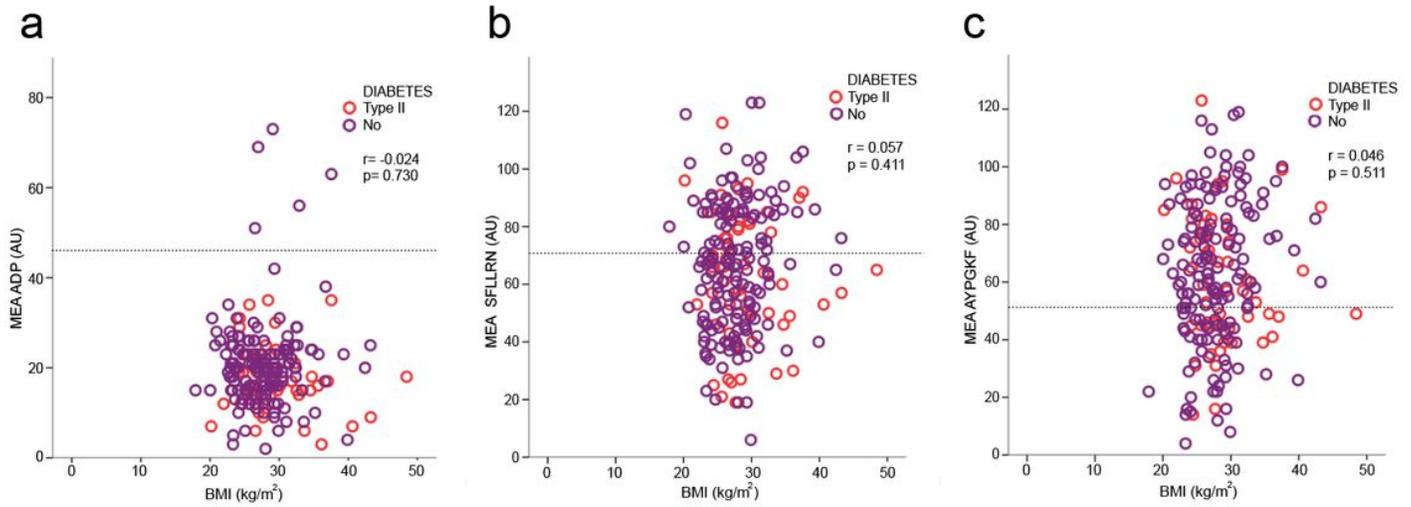 a
MEA ADP (AU)
80
60
40
20
0
0 10 20 30 40 50
BMI (kg/m²)
DIABETES
Type II
No
r= -0.024
p= 0.730
b
MEA SFLLRN (AU)
120
100
80
60
40
20
0
0 10 20 30 40 50
BMI (kg/m²)
DIABETES
Type II
No
r = 0.057
p = 0.411
c
MEA AYPGKF (AU)
120
100
80
60
40
20
0
0 10 20 30 40 50
BMI (kg/m²)
DIABETES
Type II
No
r = 0.046
p = 0.511